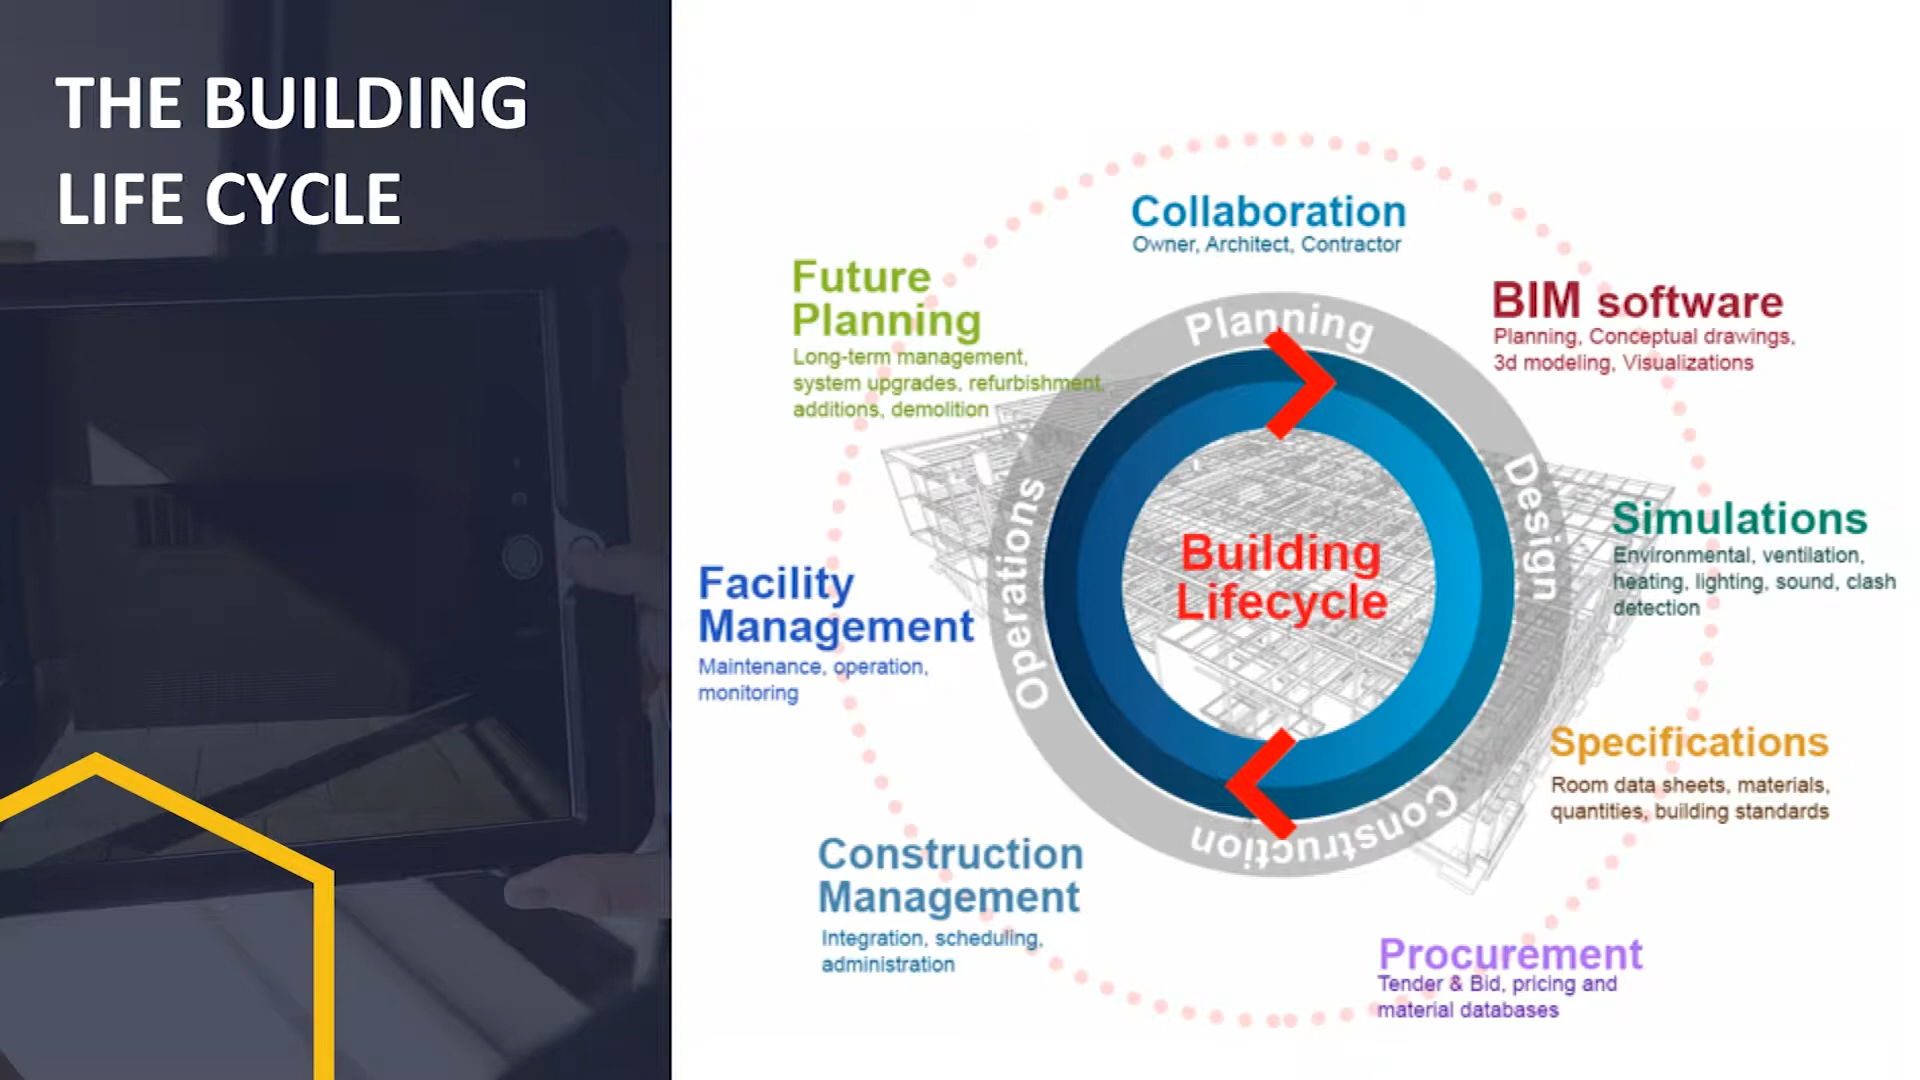 THE BUILDING
LIFE CYCLE
Collaboration
Owner, Architect, Contractor
BIM software
Planning, Conceptual drawings,
3d modeling, Visualizations
Simulations
Environmental, ventilation,
heating, lighting, sound, clash
detection
Specifications
Room data sheets, materials,
quantities, building standards
Procurement
Tender & Bid, pricing and
material databases
Construction
Management
Integration, scheduling,
administration
Facility
Management
Maintenance, operation,
monitoring
Future
Planning
Long-term management,
system upgrades, refurbishment,
additions, demolition
Planning
Design
Construction
Operations
Building
Lifecycle